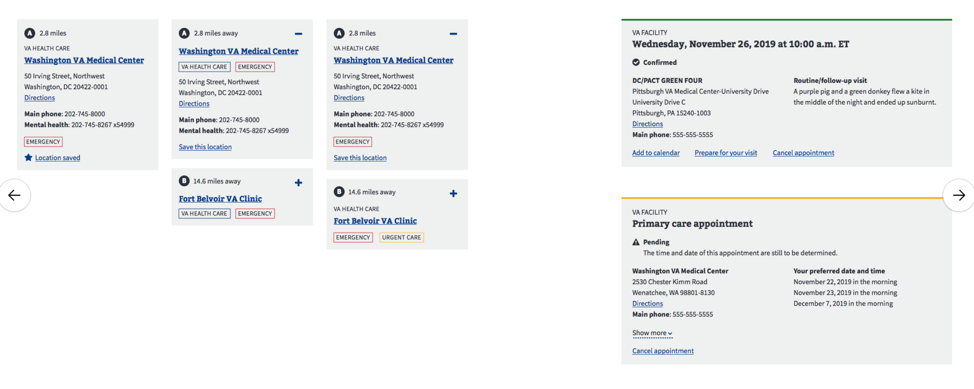 A 2.8 miles
VA HEALTH CARE
Washington VA Medical Center
50 Irving Street, Northwest
Washington, DC 20422-0001
Directions
Main phone: 202-745-8000
Mental health: 202-745-8267 x54999
EMERGENCY
Location saved
A 2.8 miles away
Washington VA Medical Center
VA HEALTH CARE EMERGENCY
50 Irving Street, Northwest
Washington, DC 20422-0001
Directions
Main phone: 202-745-8000
Mental health: 202-745-8267 x54999
Save this location
B 14.6 miles away
Fort Belvoir VA Clinic
VA HEALTH CARE EMERGENCY
A 2.8 miles
VA HEALTH CARE
Washington VA Medical Center
50 Irving Street, Northwest
Washington, DC 20422-0001
Directions
Main phone: 202-745-8000
Mental health: 202-745-8267 x54999
EMERGENCY
Save this location
B 14.6 miles away
VA HEALTH CARE
Fort Belvoir VA Clinic
EMERGENCY URGENT CARE
VA FACILITY
Wednesday, November 26, 2019 at 10:00 a.m. ET
Confirmed
DC/PACT GREEN FOUR
Pittsburgh VA Medical Center-University Drive
University Drive C
Pittsburgh, PA 15240-1003
Directions
Main phone: 555-555-5555
Routine/follow-up visit
A purple pig and a green donkey flew a kite in
the middle of the night and ended up sunburnt.
Add to calendar Prepare for your visit Cancel appointment
VA FACILITY
Primary care appointment
Pending
The time and date of this appointment are still to be determined.
Washington VA Medical Center
2530 Chester Kimm Road
Wenatchee, WA 98801-8130
Directions
Main phone: 555-555-5555
Your preferred date and time
November 22, 2019 in the morning
November 23, 2019 in the morning
December 7, 2019 in the morning
Show more
Cancel appointment